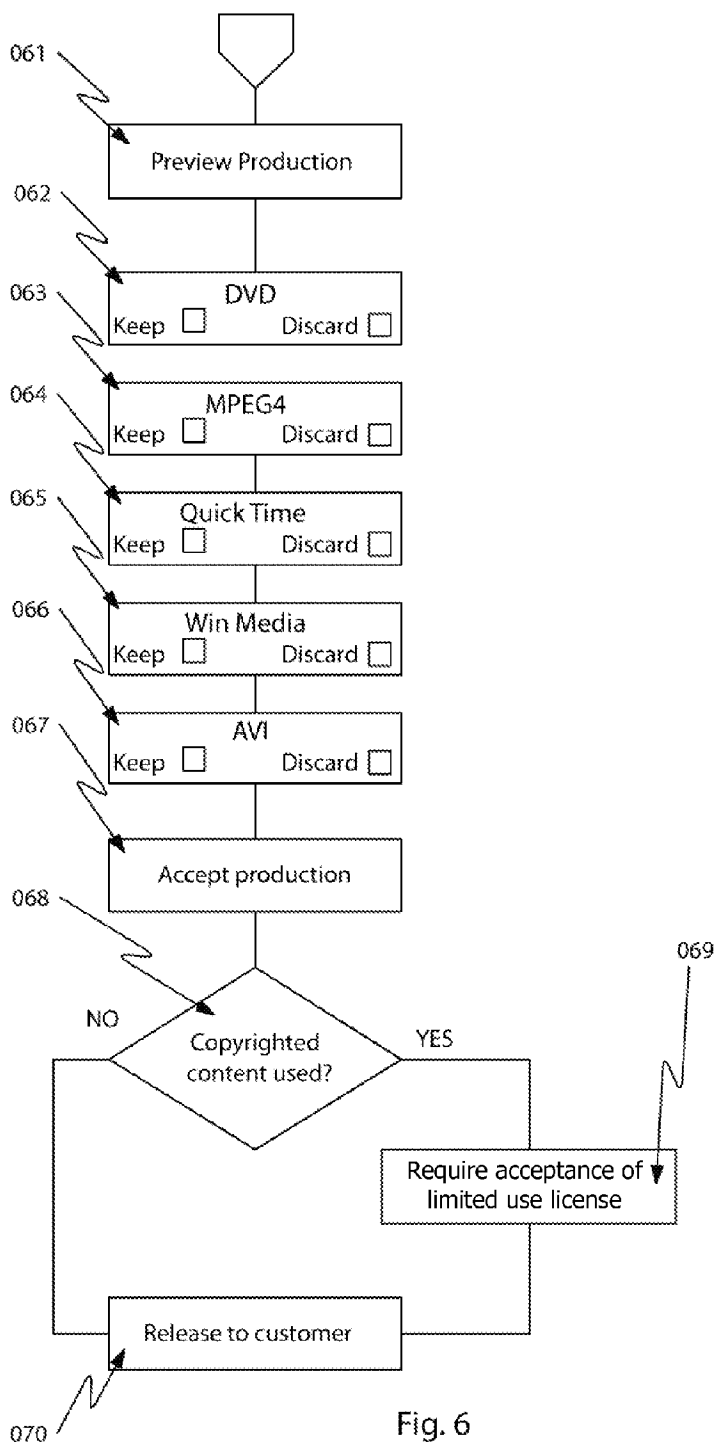 061
Preview Production
062
DVD
Keep Discard
063
MPEG4
Keep Discard
064
Quick Time
Keep Discard
065
Win Media
Keep Discard
066
AVI
Keep Discard
067
Accept production
068
069
NO
YES
Copyrighted
content used?
Require acceptance of
limited use license
Release to customer
070
Fig. 6